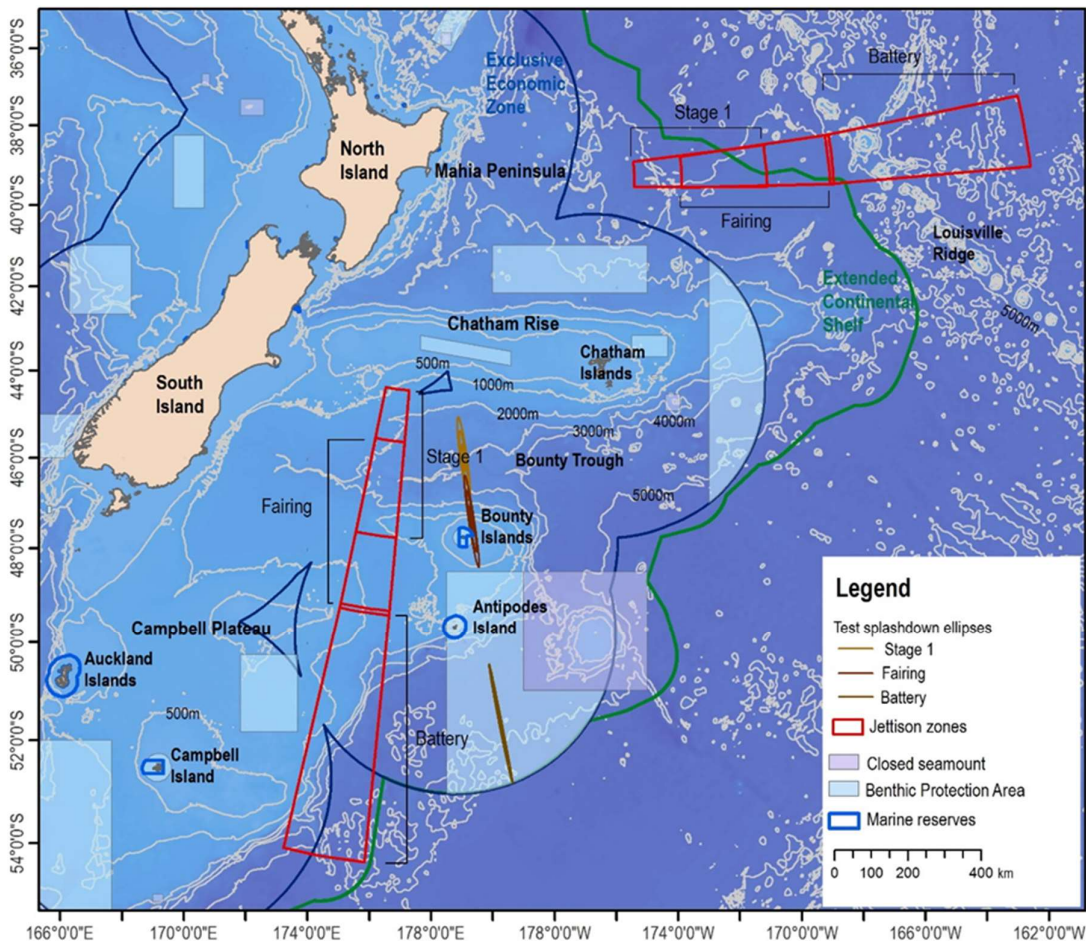 36°0'0"S
38°0'0"S
40°0'0"S
42°0'0"S
44°0'0"S
46°0'0"S
48°0'0"S
50°0'0"S
52°0'0"S
54°0'0"S
Exclusive
Economic
Zone
Battery
Stage 1
North
Island
Mahia Peninsula
Fairing
Louisville
Ridge
Extended
Continental
Shelf
5000m
Chatham Rise
Chatham
Islands
South
Island
500m
1000m
2000m
3000m
4000m
Stage 1
Bounty Trough
5000m
Fairing
Bounty
Islands
Antipodes
Island
Campbell Plateau
Auckland
Islands
500m
Campbell
Island
Battery
Legend
Test splashdown ellipses
Stage 1
Fairing
Battery
Jettison zones
Closed seamount
Benthic Protection Area
Marine reserves
0 100 200 400 km
166°0'0"E
170°0'0"E
174°0'0"E
178°0'0"E
178°0'0"W
174°0'0"W
170°0'0"W
166°0'0"W
162°0'0"W